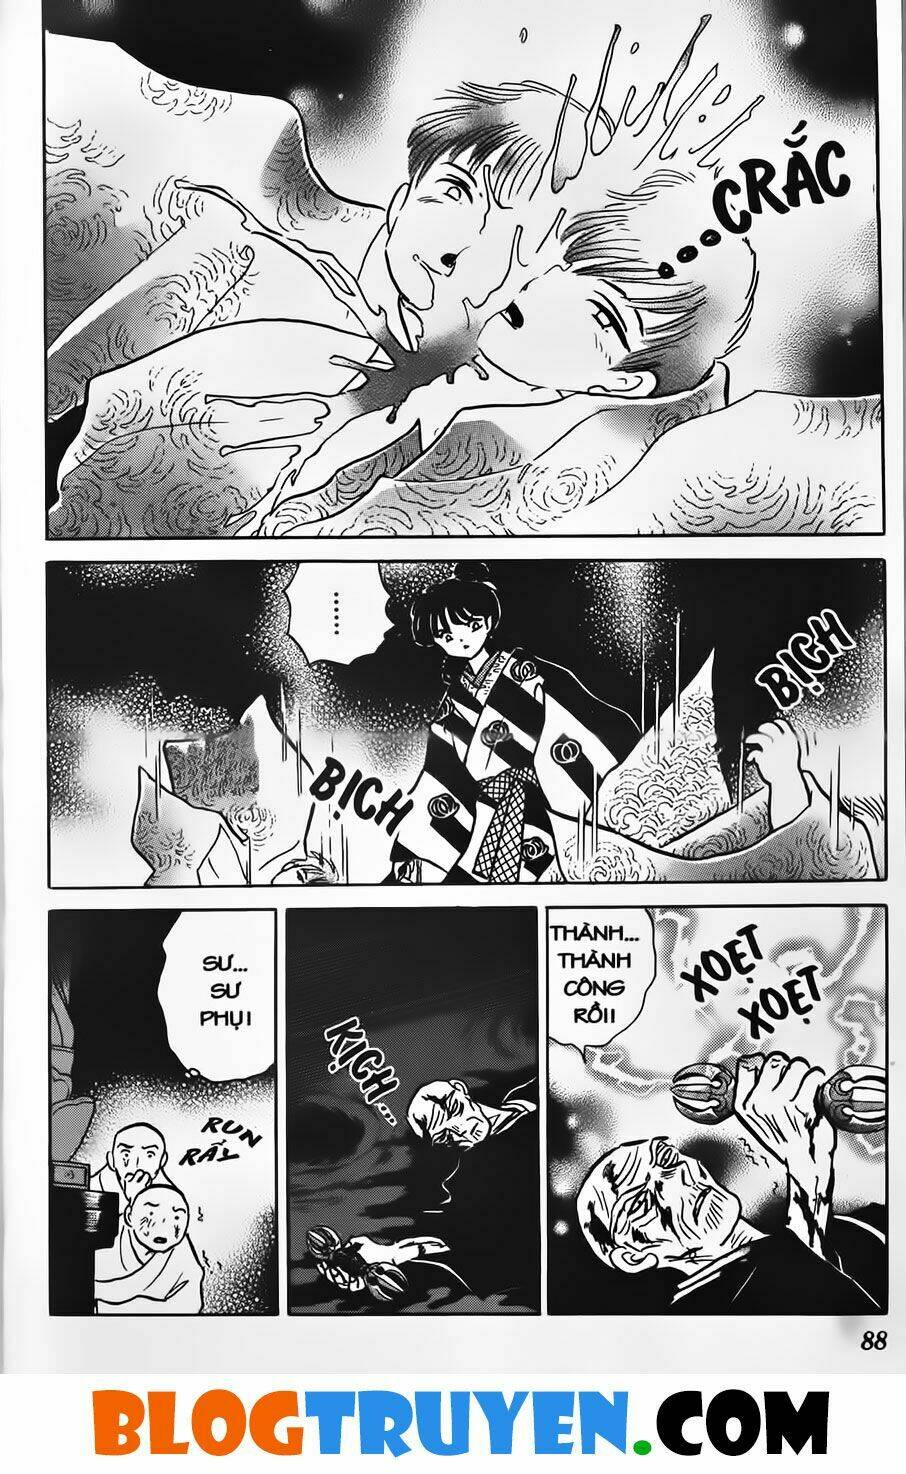 ...CRẮC
.......
BỊCH
BỊCH
THÀNH...
THÀNH
CÔNG
RỒI!
XOẸT
XOẸT
KỊCH...
SƯ...
SƯ
PHỤ!
RUN
RẨY
88
BLOGTRUYEN.COM